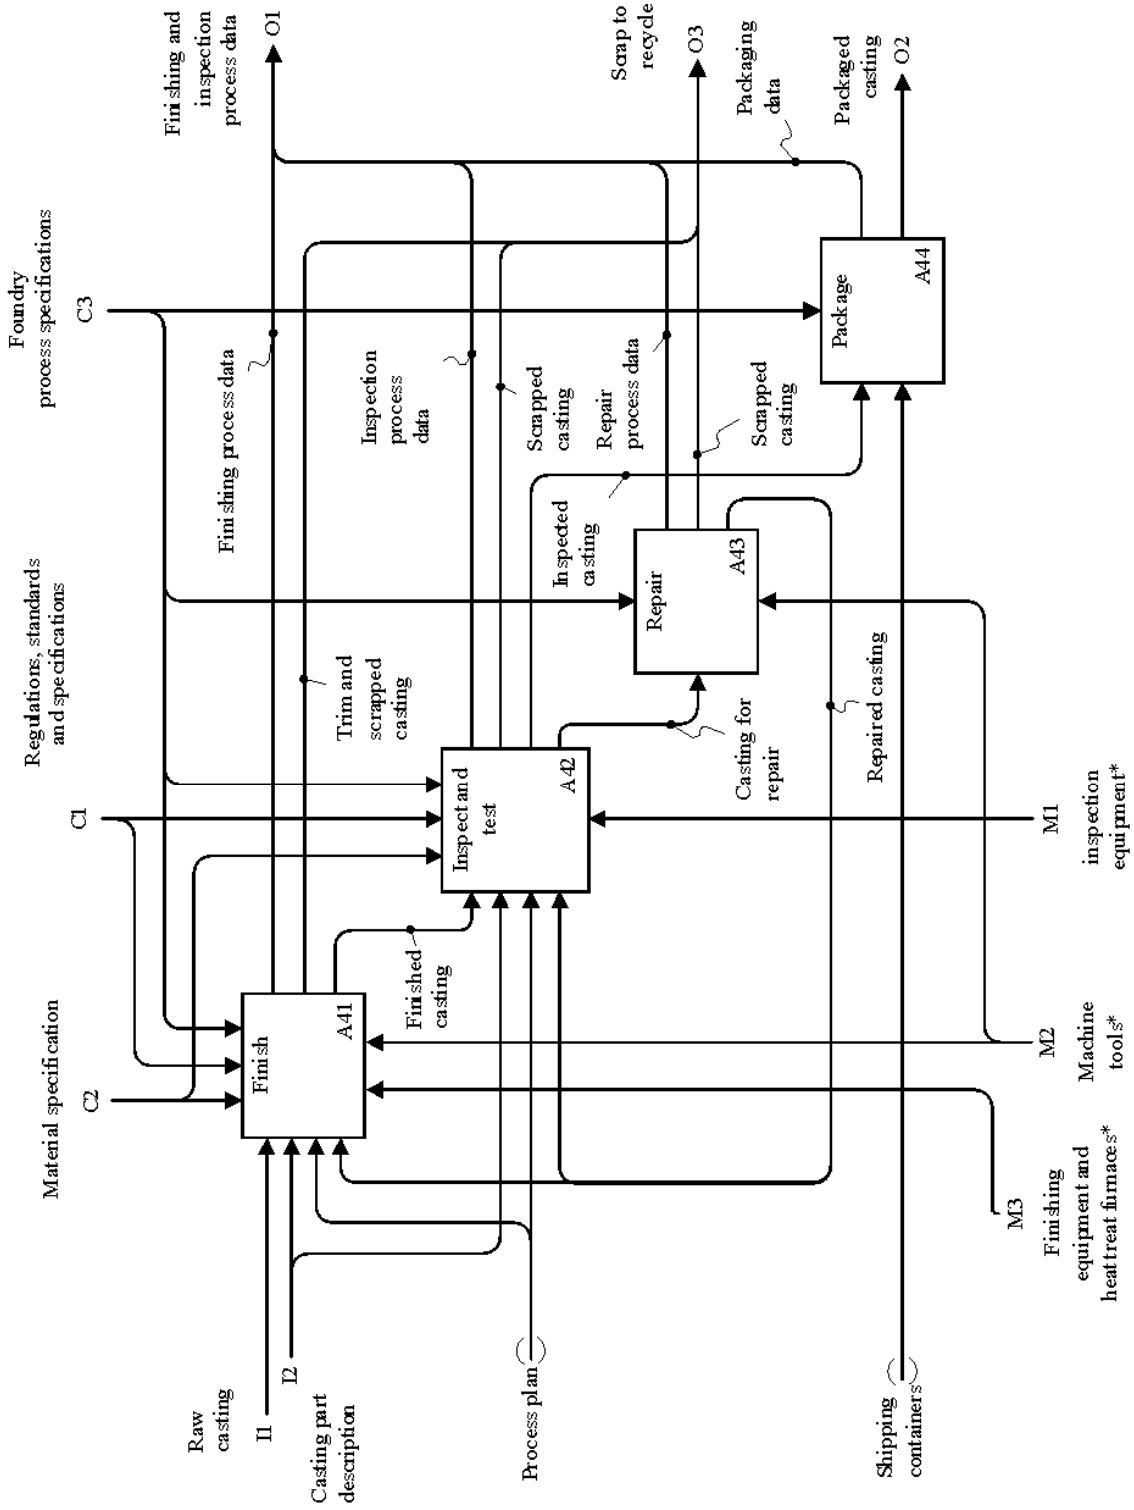 Material specification
C2
Regulations, standards
and specifications
C1
Foundry
process specifications
C3
Finishing and
inspection
process data
O1
Raw
casting
I1
I2
Casting part
description
Finish
A41
Finishing process data
Trim and
scrapped
casting
Finished
casting
Inspection
process
data
Inspect and
test
A42
Scrapped
casting
Process plan
Inspected
casting
Repair
process data
Scrap to
recycle
O3
Casting for
repair
Repair
A43
Scrapped
casting
Packaging
data
Repaired casting
Package
A44
Packaged
casting
O2
Shipping
containers
M3
Finishing
equipment and
heat treat furnaces*
M2
Machine
tools*
M1
inspection
equipment*